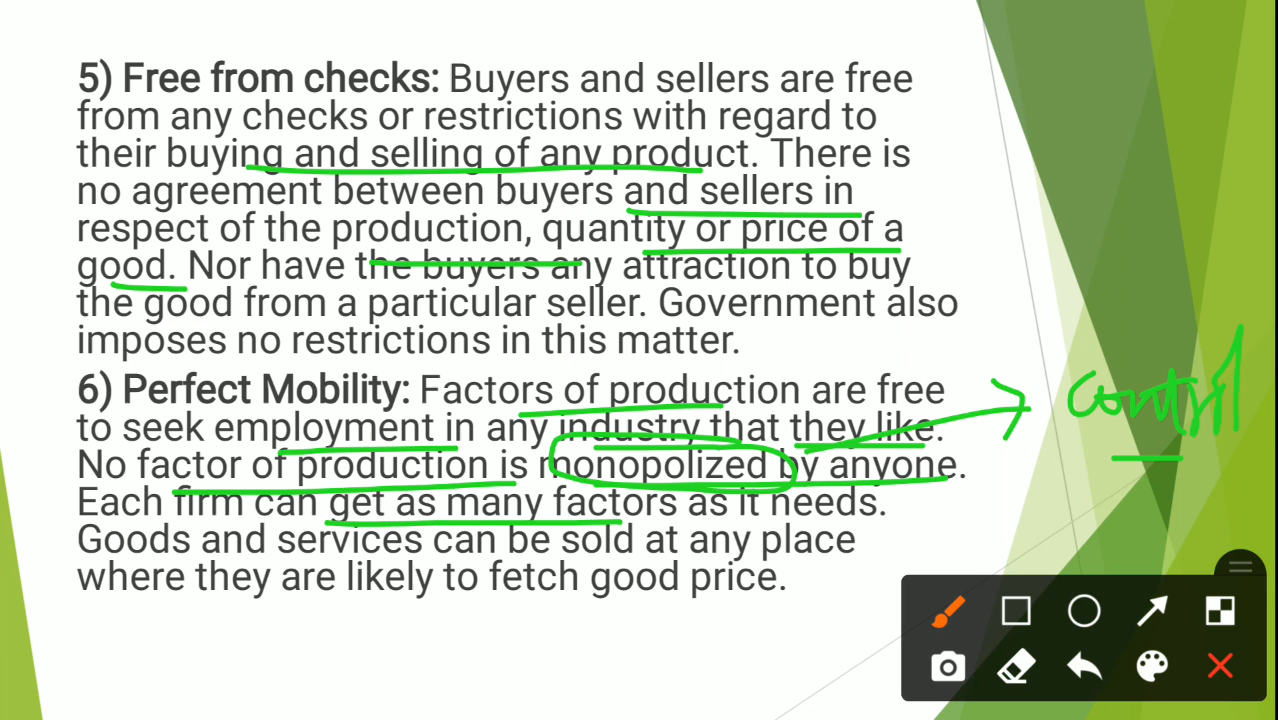 5) Free from checks: Buyers and sellers are free
from any checks or restrictions with regard to
their buying and selling of any product. There is
no agreement between buyers and sellers in
respect of the production, quantity or price of a
good. Nor have the buyers any attraction to buy
the good from a particular seller. Government also
imposes no restrictions in this matter.
6) Perfect Mobility: Factors of production are free
to seek employment in any industry that they like.
No factor of production is monopolized by anyone.
Each firm can get as many factors as it needs.
Goods and services can be sold at any place
where they are likely to fetch good price.